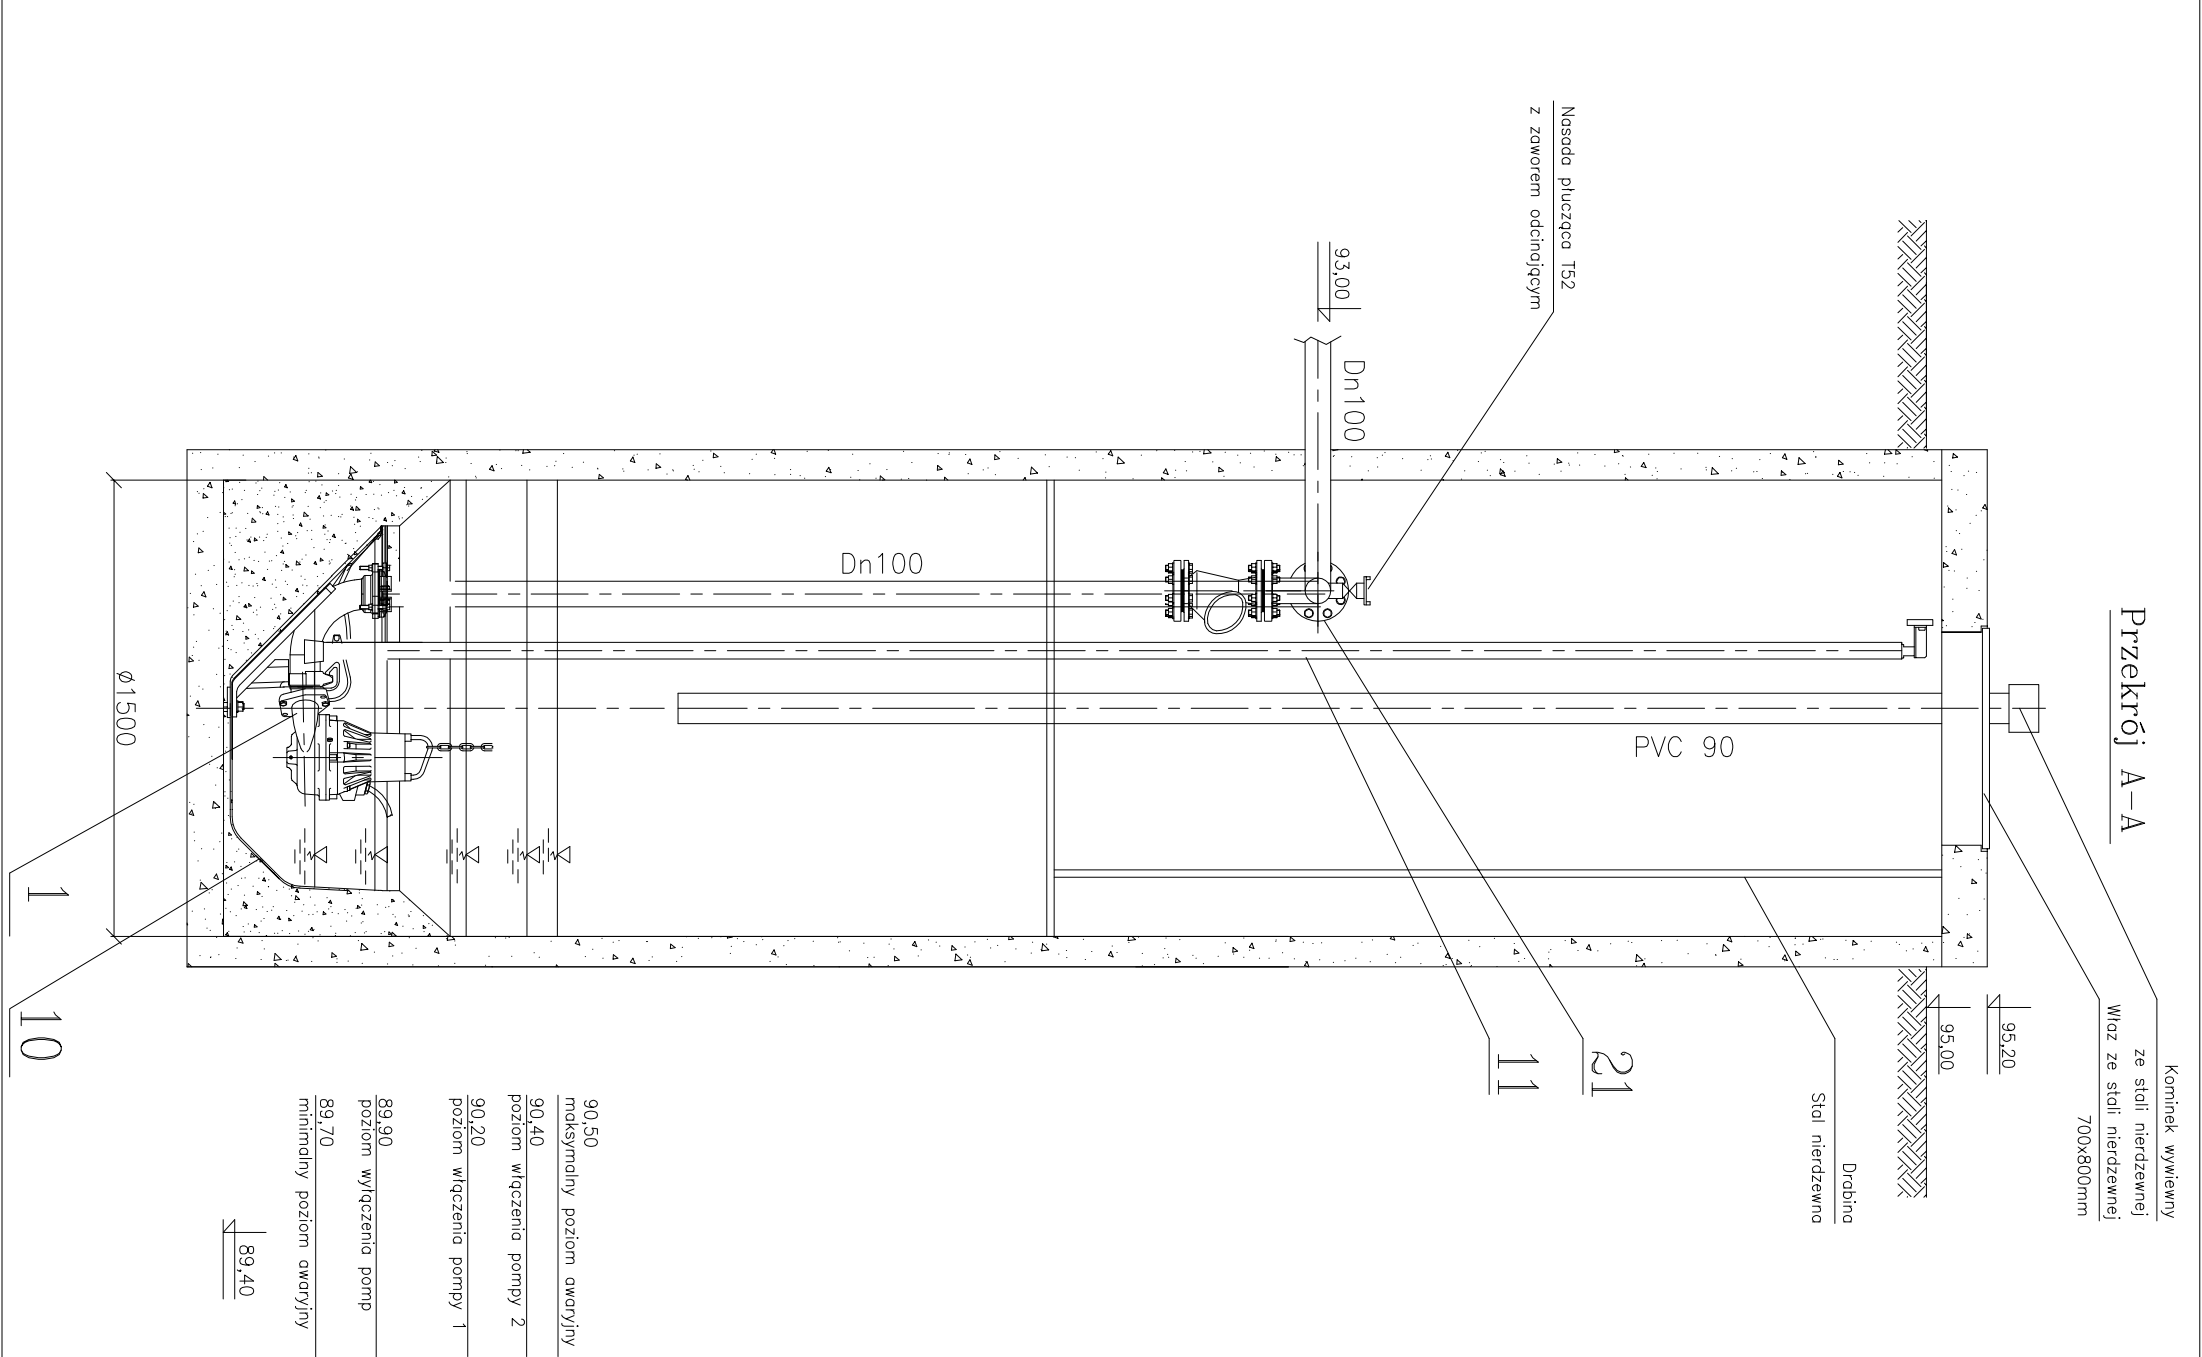 Przekrój A-A
Kominek wywiewny
ze stali nierdzewnej
Właz ze stali nierdzewnej
700x800mm
95,20
95,00
Drabina
Stal nierdzewna
Nasada płucząca T52
z zaworem odcinającym
93,00
Dn100
PVC 90
21
11
Dn100
90,50
maksymalny poziom awaryjny
90,40
poziom włączenia pompy 2
90,20
poziom włączenia pompy 1
89,90
poziom wyłączenia pomp
89,70
minimalny poziom awaryjny
89,40
ø1500
1
10